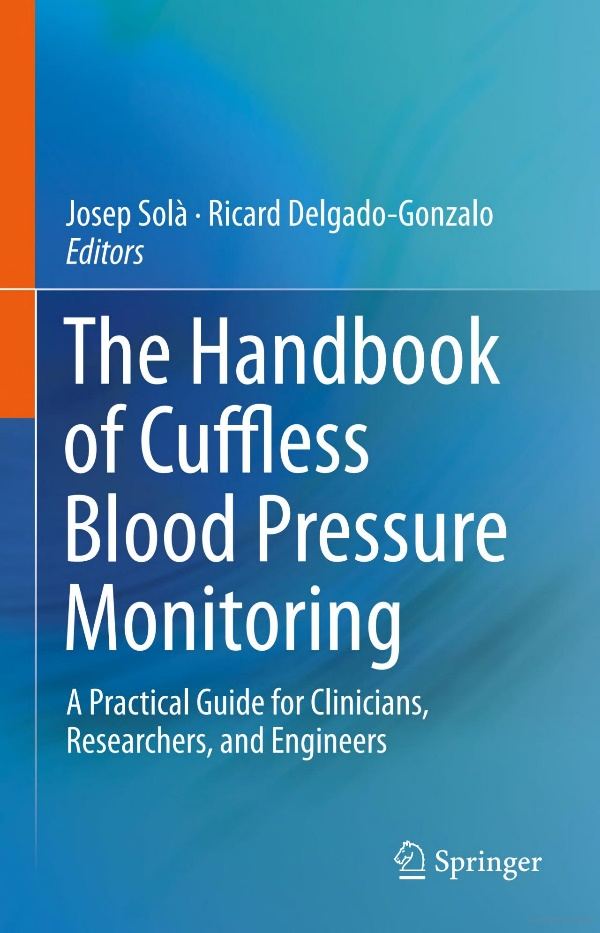 Josep Solà · Ricard Delgado-Gonzalo
Editors
The Handbook
of Cuffless
Blood Pressure
Monitoring
A Practical Guide for Clinicians,
Researchers, and Engineers
Springer